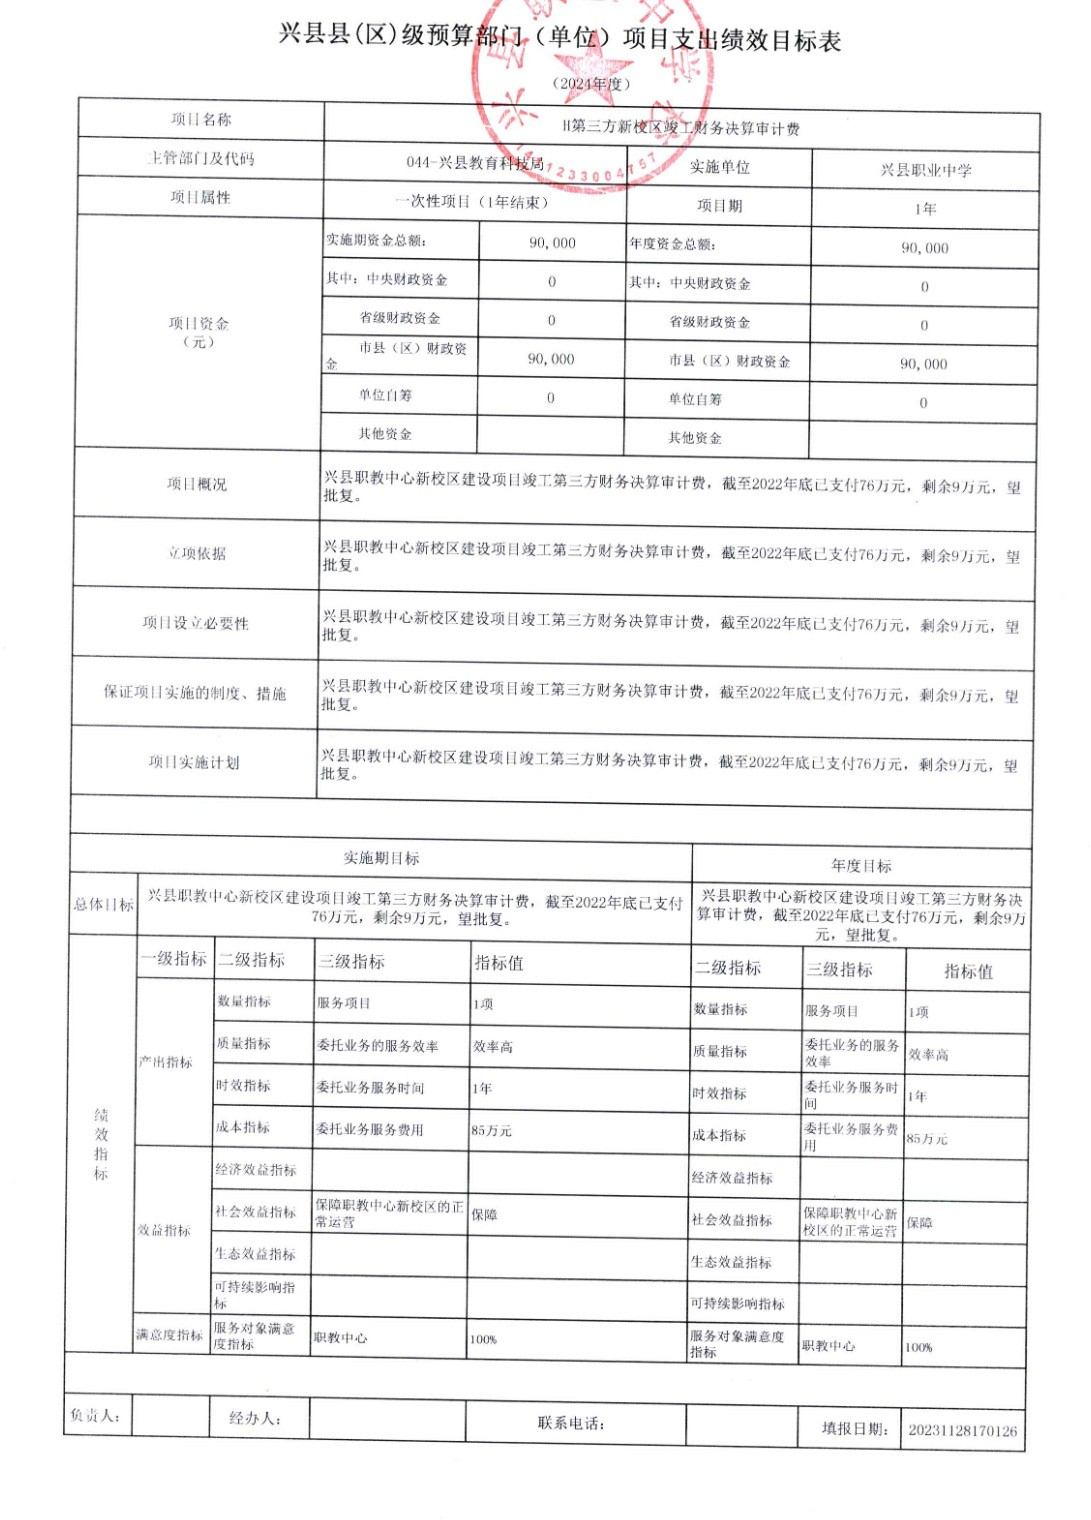 兴县县(区)级预算部门（单位）项目支出绩效目标表
（2024年度）
项目名称 H第三方新校区竣工财务决算审计费
主管部门及代码 044-兴县教育科技局 实施单位 兴县职业中学
项目属性 一次性项目（1年结束） 项目期 1年
项目资金
（元）
实施期资金总额： 90,000 年度资金总额： 90,000
其中：中央财政资金 0 其中：中央财政资金 0
省级财政资金 0 省级财政资金 0
市县（区）财政资
金 90,000 市县（区）财政资金 90,000
单位自筹 0 单位自筹 0
其他资金 其他资金
项目概况 兴县职教中心新校区建设项目竣工第三方财务决算审计费，截至2022年底已支付76万元，剩余9万元，望
批复。
立项依据 兴县职教中心新校区建设项目竣工第三方财务决算审计费，截至2022年底已支付76万元，剩余9万元，望
批复。
项目设立必要性 兴县职教中心新校区建设项目竣工第三方财务决算审计费，截至2022年底已支付76万元，剩余9万元，望
批复。
保证项目实施的制度、措施 兴县职教中心新校区建设项目竣工第三方财务决算审计费，截至2022年底已支付76万元，剩余9万元，望
批复。
项目实施计划 兴县职教中心新校区建设项目竣工第三方财务决算审计费，截至2022年底已支付76万元，剩余9万元，望
批复。
实施期目标 年度目标
总体目标
兴县职教中心新校区建设项目竣工第三方财务决算审计费，截至2022年底已支付
76万元，剩余9万元，望批复。
兴县职教中心新校区建设项目竣工第三方财务决
算审计费，截至2022年底已支付76万元，剩余9万
元，望批复。
绩
效
指
标
一级指标 二级指标 三级指标 指标值 二级指标 三级指标 指标值
产出指标
数量指标 服务项目 1项 数量指标 服务项目 1项
质量指标 委托业务的服务效率 效率高 质量指标 委托业务的服务
效率 效率高
时效指标 委托业务服务时间 1年 时效指标 委托业务服务时
间 1年
成本指标 委托业务服务费用 85万元 成本指标 委托业务服务费
用 85万元
效益指标
经济效益指标 经济效益指标
社会效益指标 保障职教中心新校区的正
常运营 保障 社会效益指标 保障职教中心新
校区的正常运营 保障
生态效益指标 生态效益指标
可持续影响指
标 可持续影响指标
满意度指标 服务对象满意
度指标 职教中心 100% 服务对象满意度
指标 职教中心 100%
负责人： 经办人： 联系电话： 填报日期： 20231128170126